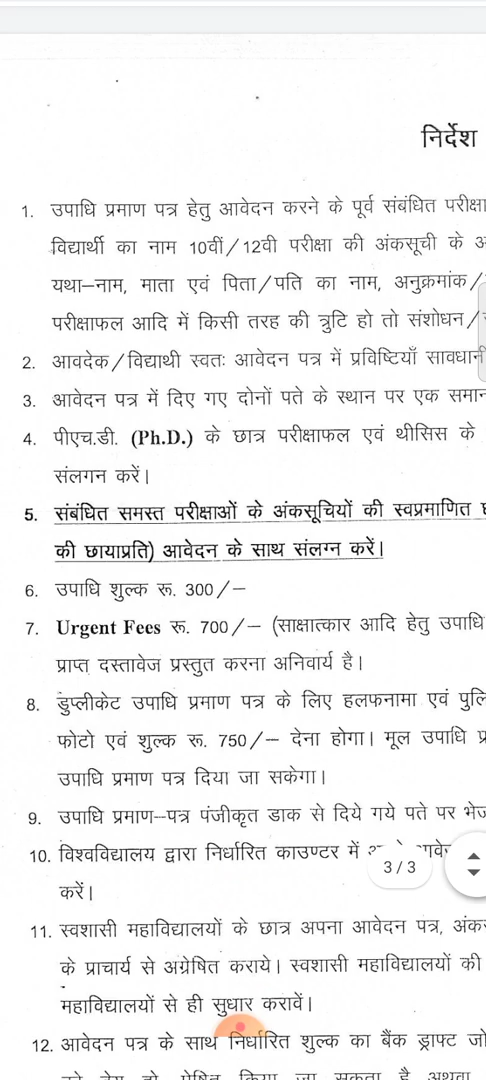 निर्देश
1. उपाधि प्रमाण पत्र हेतु आवेदन करने के पूर्व संबंधित परीक्षा
विद्यार्थी का नाम 10वीं/12वी परीक्षा की अंकसूची के
यथा–नाम, माता एवं पिता/पति का नाम, अनुक्रमांक/
परीक्षाफल आदि में किसी तरह की त्रुटि हो तो संशोधन/
2. आवदेक/विद्याथी स्वतः आवेदन पत्र में प्रविष्टियाँ सावधानी
3. आवेदन पत्र में दिए गए दोनों पते के स्थान पर एक समान
4. पीएच.डी. (Ph.D.) के छात्र परीक्षाफल एवं थीसिस के
संलगन करें।
5. संबंधित समस्त परीक्षाओं के अंकसूचियों की स्वप्रमाणित
की छायाप्रति) आवेदन के साथ संलग्न करें।
6. उपाधि शुल्क रू. 300/–
7. Urgent Fees रू. 700/– (साक्षात्कार आदि हेतु उपाधि
प्राप्त दस्तावेज प्रस्तुत करना अनिवार्य है।
8. डुप्लीकेट उपाधि प्रमाण पत्र के लिए हलफनामा एवं पुलि
फोटो एवं शुल्क रू. 750/– देना होगा। मूल उपाधि प्र
उपाधि प्रमाण पत्र दिया जा सकेगा।
9. उपाधि प्रमाण–पत्र पंजीकृत डाक से दिये गये पते पर भेज
10. विश्वविद्यालय द्वारा निर्धारित काउण्टर में
3/3
करें।
11. स्वशासी महाविद्यालयों के छात्र अपना आवेदन पत्र, अंक
के प्राचार्य से अग्रेषित कराये। स्वशासी महाविद्यालयों की
महाविद्यालयों से ही सुधार करावें।
12. आवेदन पत्र के साथ निर्धारित शुल्क का बैंक ड्राफ्ट जो